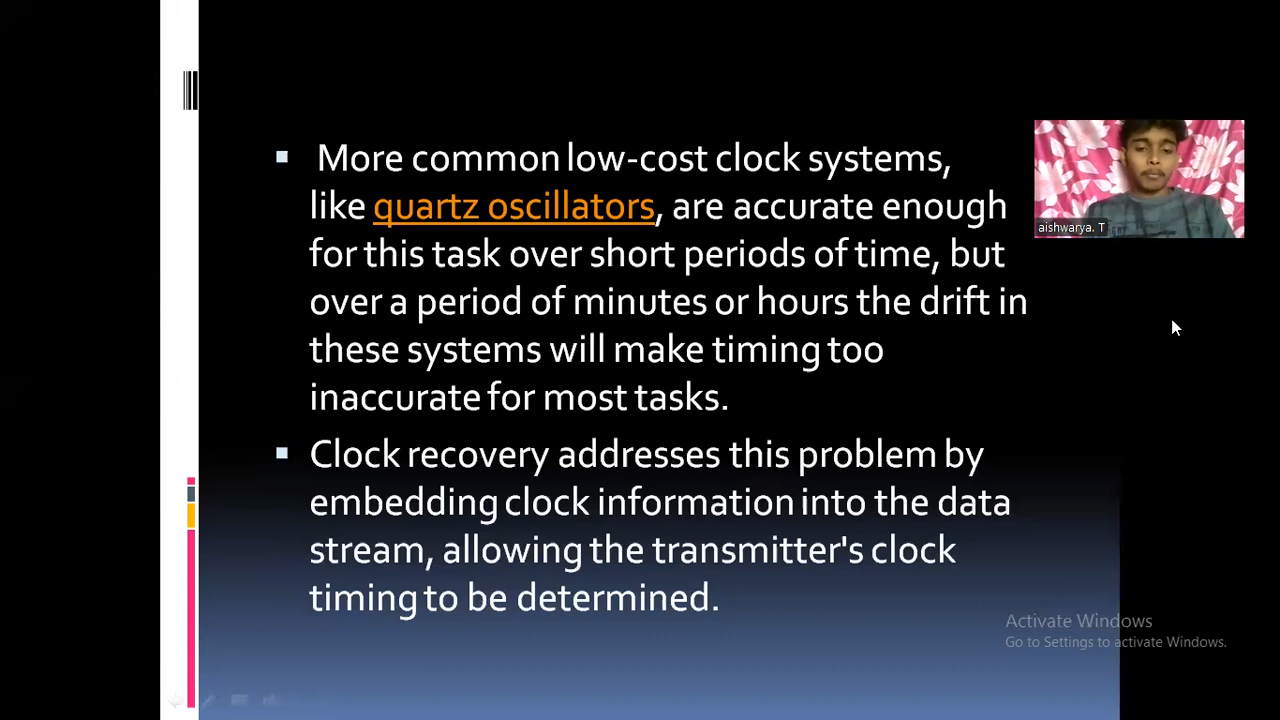 More common low-cost clock systems,
like quartz oscillators, are accurate enough
for this task over short periods of time, but
over a period of minutes or hours the drift in
these systems will make timing too
inaccurate for most tasks.
Clock recovery addresses this problem by
embedding clock information into the data
stream, allowing the transmitter's clock
timing to be determined.
aishwarya. T
Activate Windows
Go to Settings to activate Windows.